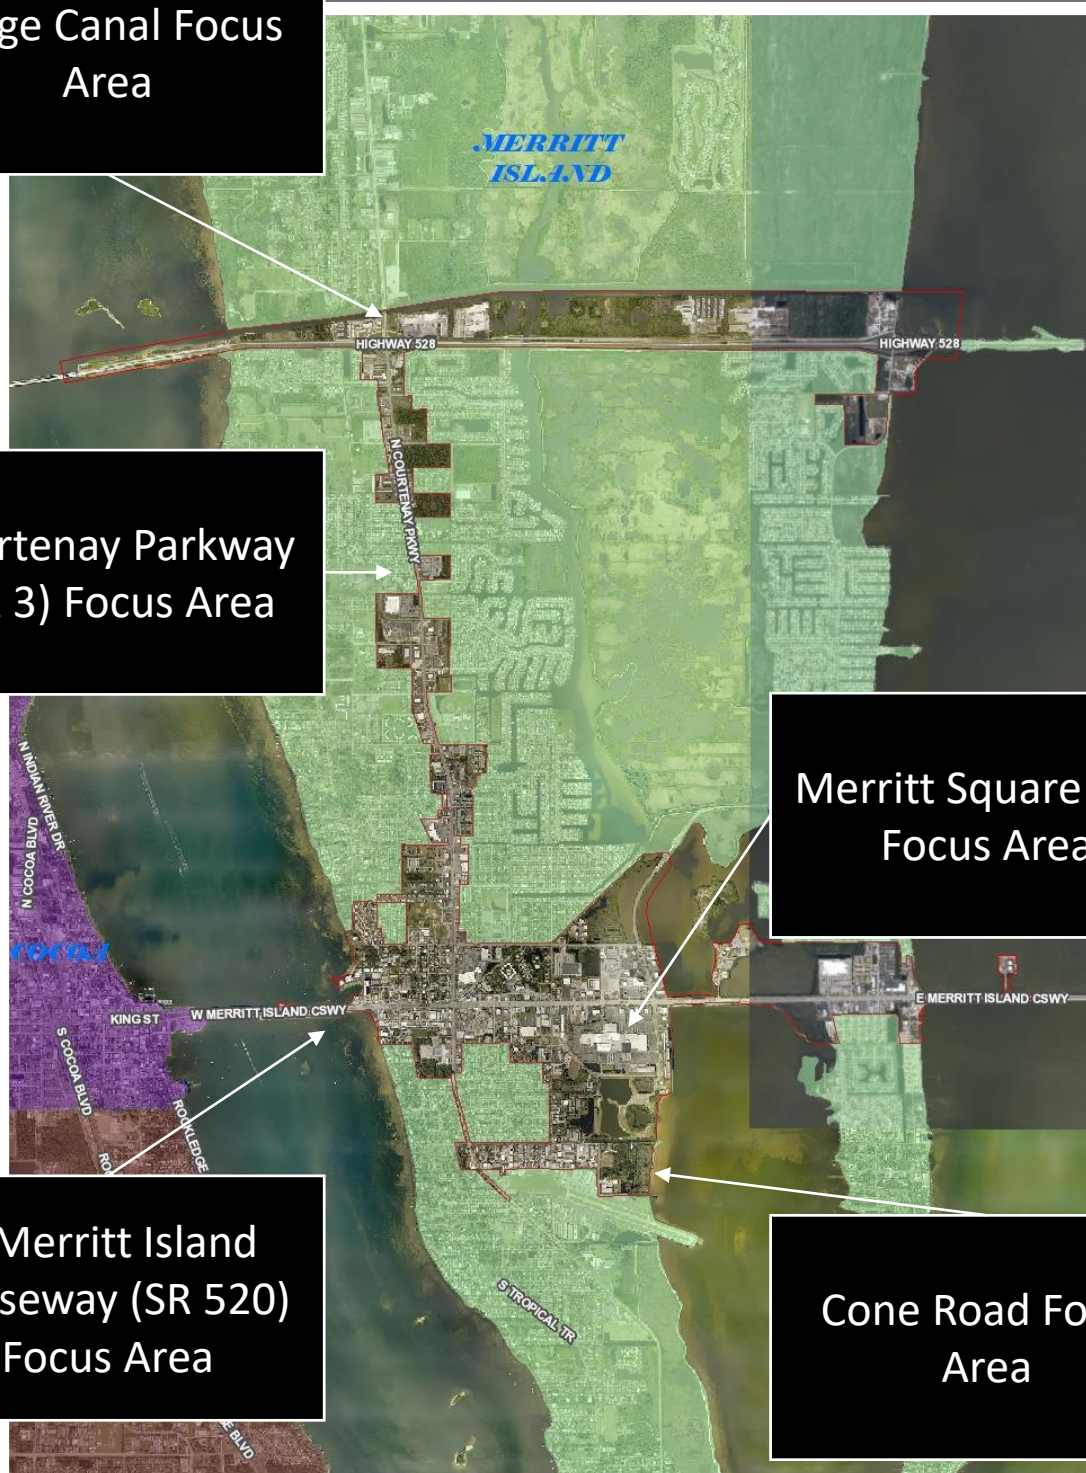 ge Canal Focus
Area
MERRITT
ISLAND
HIGHWAY 528
HIGHWAY 528
N COURTENAY PKWY
rtenay Parkway
3) Focus Area
Merritt Square
Focus Area
N INDIAN RIVER DR
N COCOA BLVD
COCOA
KING ST
W MERRITT ISLAND CSWY
E MERRITT ISLAND CSWY
S COCOA BLVD
ROCKLEDGE
RO
Merritt Island
seway (SR 520)
Focus Area
S TROPICAL TR
Cone Road Fo
Area
E BLVD